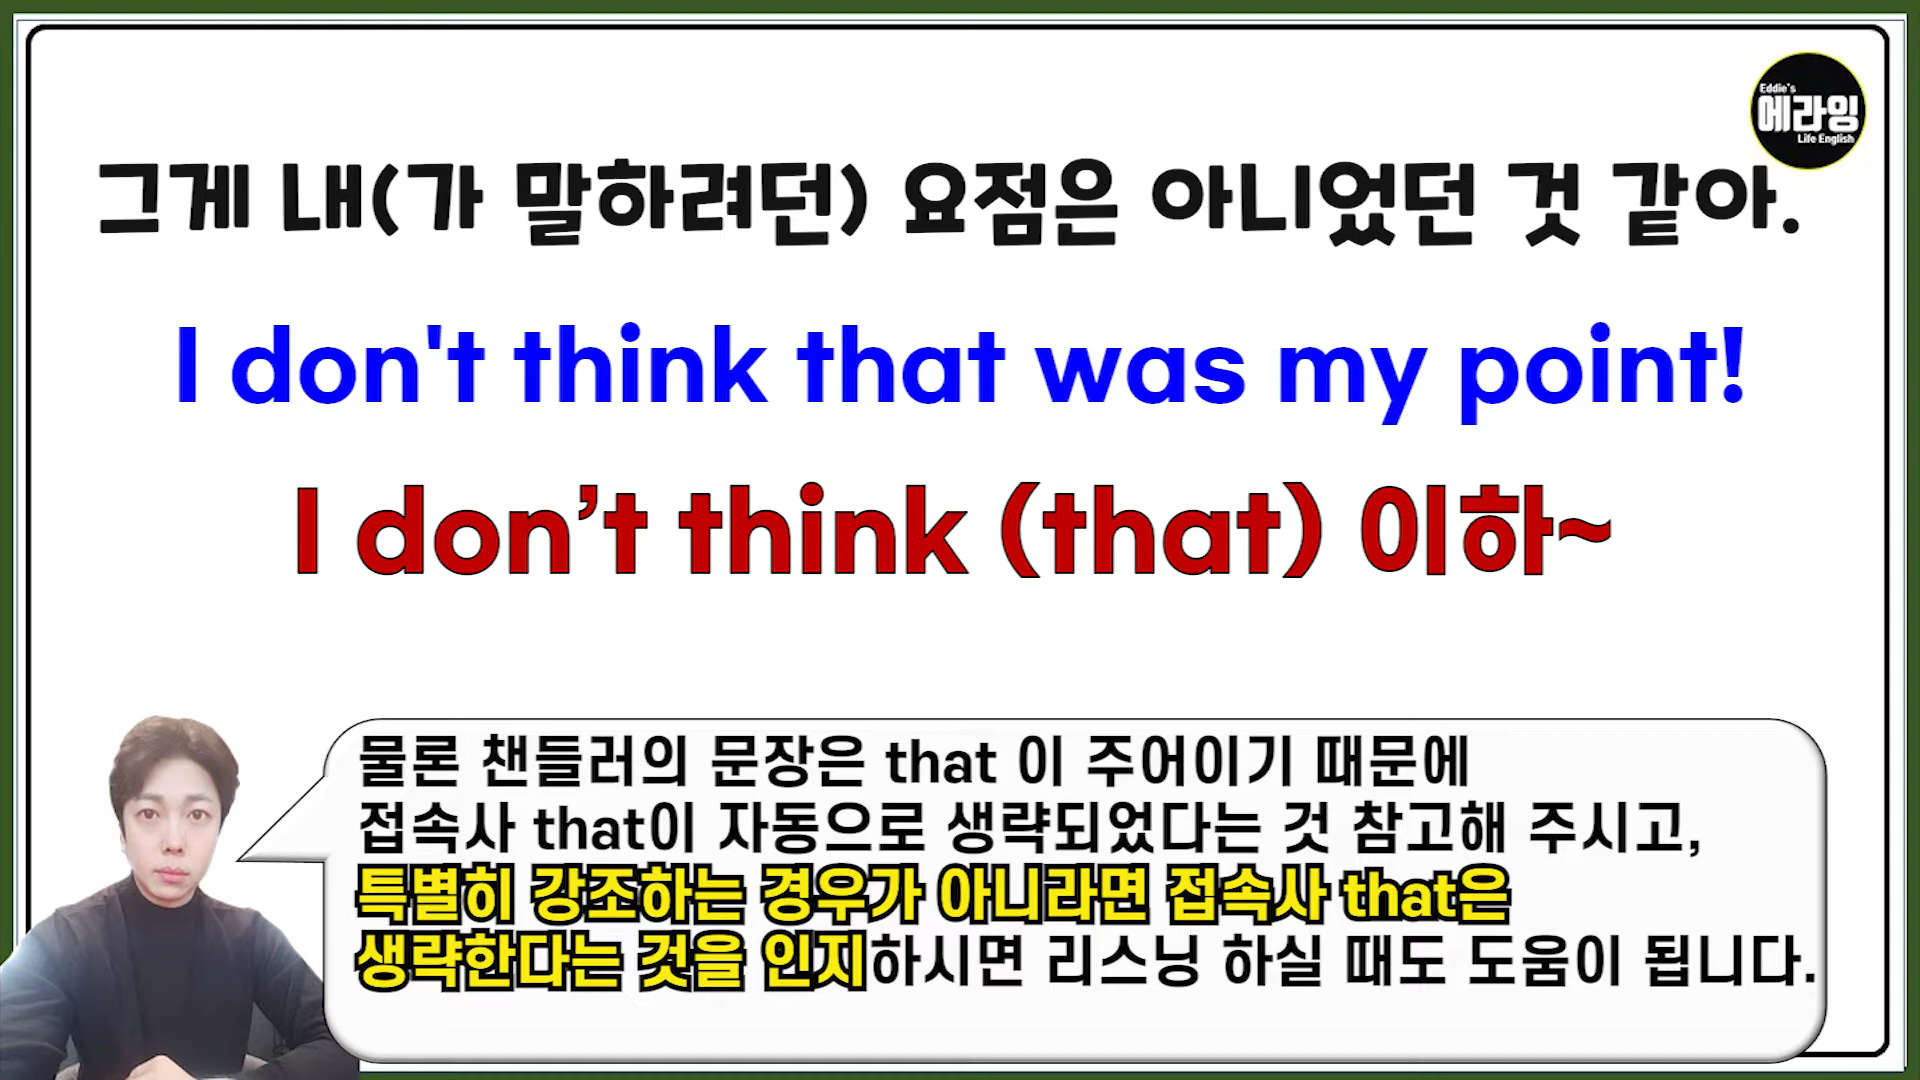 Eddie's
에라잉
Life English
그게 내(가 말하려던) 요점은 아니었던 것 같아.
I don't think that was my point!
I don’t think (that) 이하~
물론 챈들러의 문장은 that 이 주어이기 때문에
접속사 that이 자동으로 생략되었다는 것 참고해 주시고,
특별히 강조하는 경우가 아니라면 접속사 that은
생략한다는 것을 인지하시면 리스닝 하실 때도 도움이 됩니다.